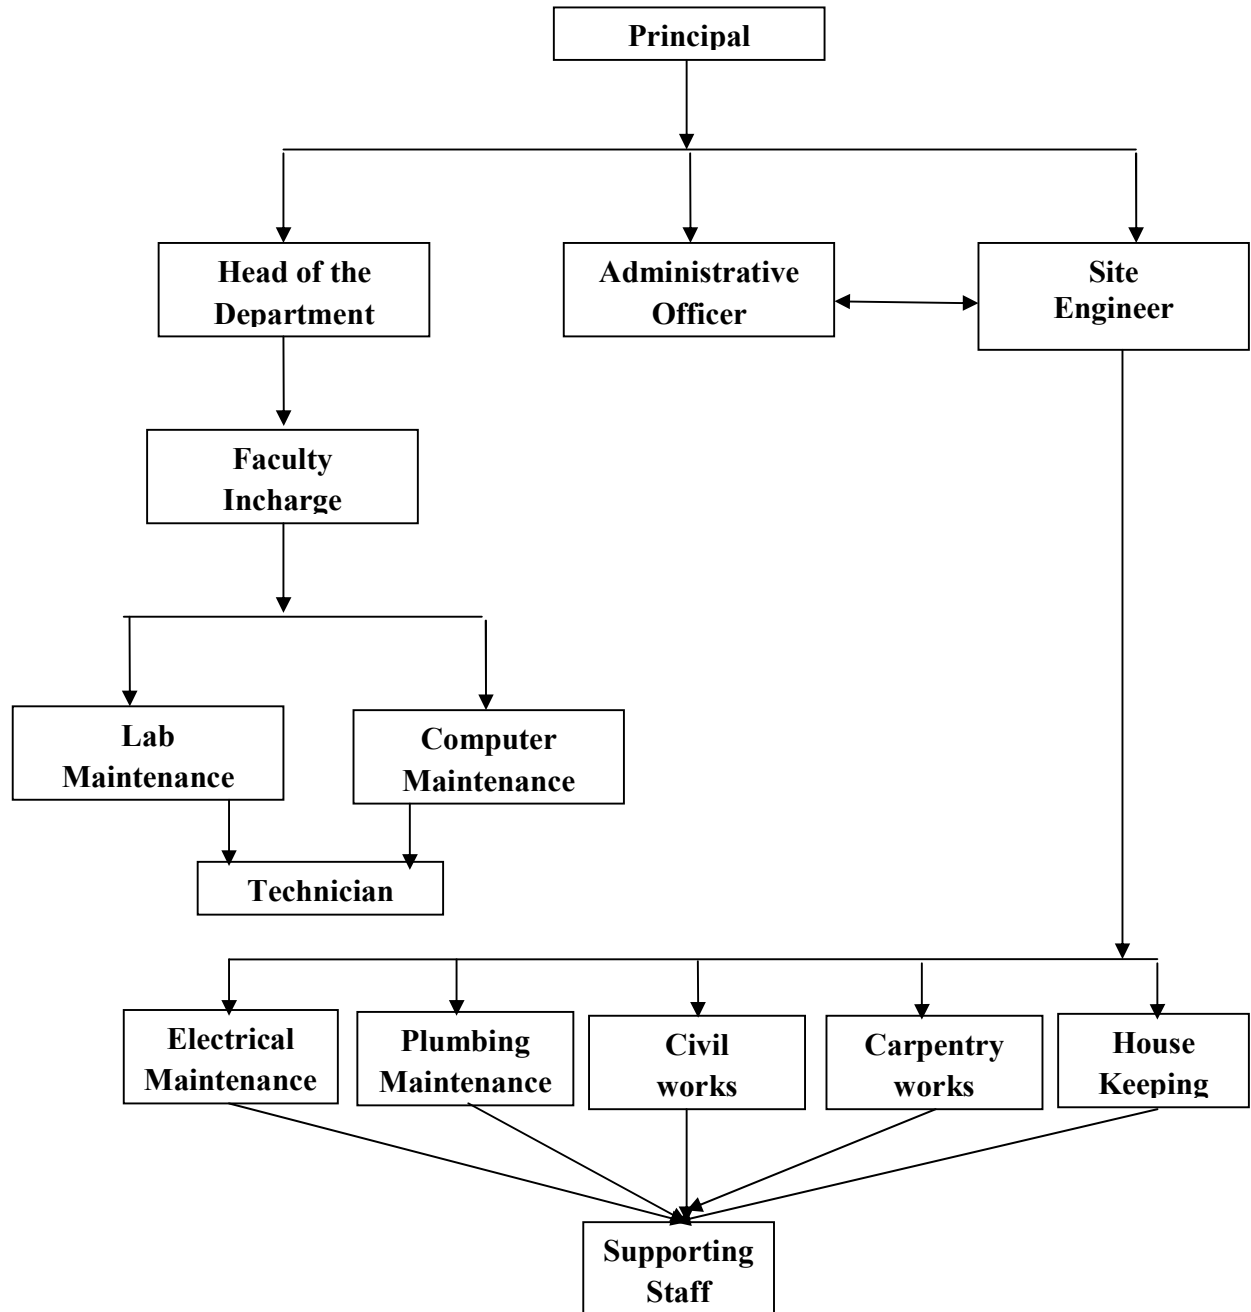 Principal
Head of the
Department
Administrative
Officer
Site
Engineer
Faculty
Incharge
Lab
Maintenance
Computer
Maintenance
Technician
Electrical
Maintenance
Plumbing
Maintenance
Civil
works
Carpentry
works
House
Keeping
Supporting
Staff